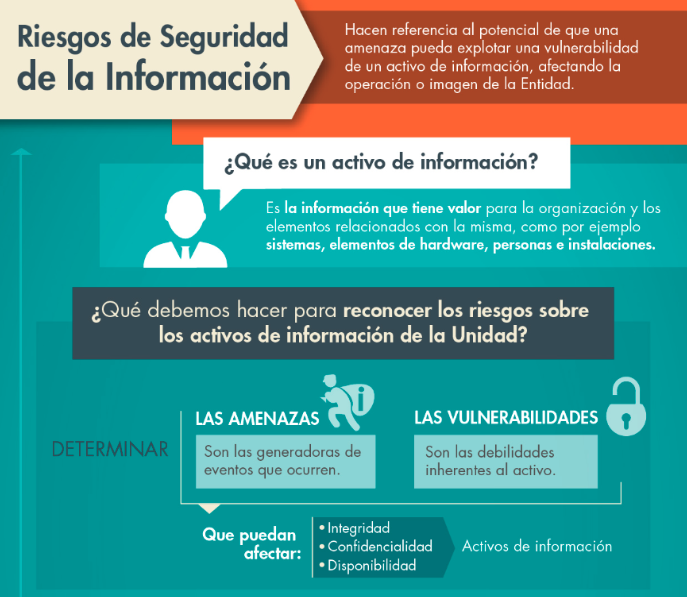 Riesgos de Seguridad
de la Información
Hacen referencia al potencial de que una
amenaza pueda explotar una vulnerabilidad
de un activo de información, afectando la
operación o imagen de la Entidad.
¿Qué es un activo de información?
Es la información que tiene valor para la organización y los
elementos relacionados con la misma, como por ejemplo
sistemas, elementos de hardware, personas e instalaciones.
¿Qué debemos hacer para reconocer los riesgos sobre
los activos de información de la Unidad?
DETERMINAR
LAS AMENAZAS
i
Son las generadoras de
eventos que ocurren.
LAS VULNERABILIDADES
Son las debilidades
inherentes al activo.
Que puedan
afectar:
• Integridad
• Confidencialidad
• Disponibilidad
Activos de información